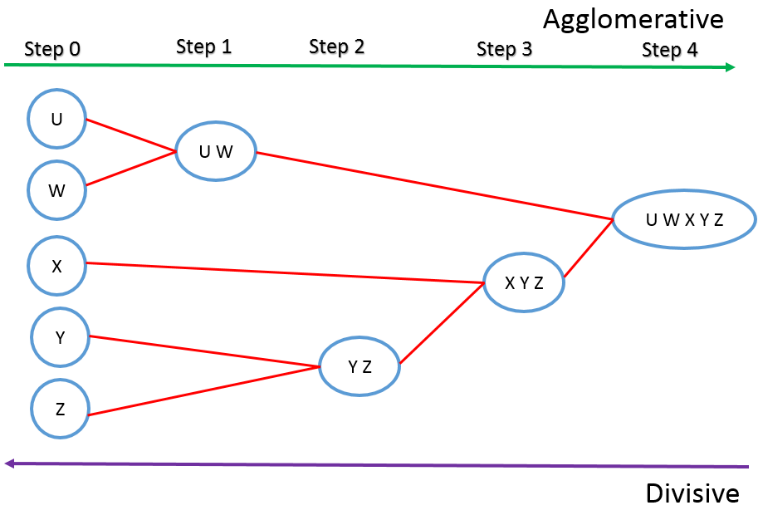 Agglomerative
Step 0 Step 1 Step 2 Step 3 Step 4
U
U W
W
U W X Y Z
X
X Y Z
Y
Y Z
Z
Divisive